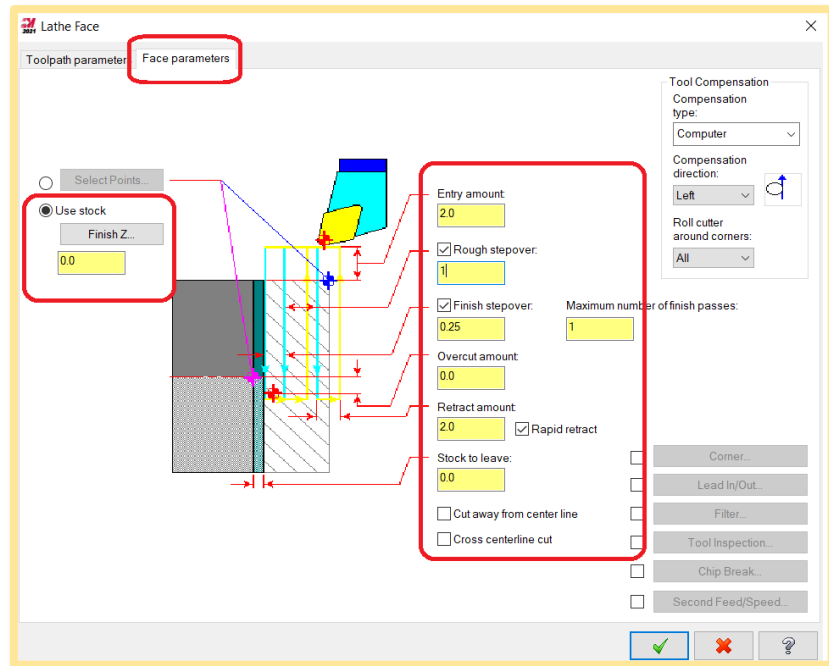 2021 Lathe Face
Toolpath parameter Face parameters
Select Points...
Use stock
Finish Z...
0.0
Entry amount:
2.0
Rough stepover:
1
Finish stepover: Maximum number of finish passes:
0.25 1
Overcut amount:
0.0
Retract amount:
2.0 Rapid retract
Stock to leave:
0.0
Cut away from center line
Cross centerline cut
Tool Compensation
Compensation
type:
Computer
Compensation
direction:
Left
Roll cutter
around corners:
All
Corner...
Lead In/Out...
Filter...
Tool Inspection...
Chip Break...
Second Feed/Speed...
?